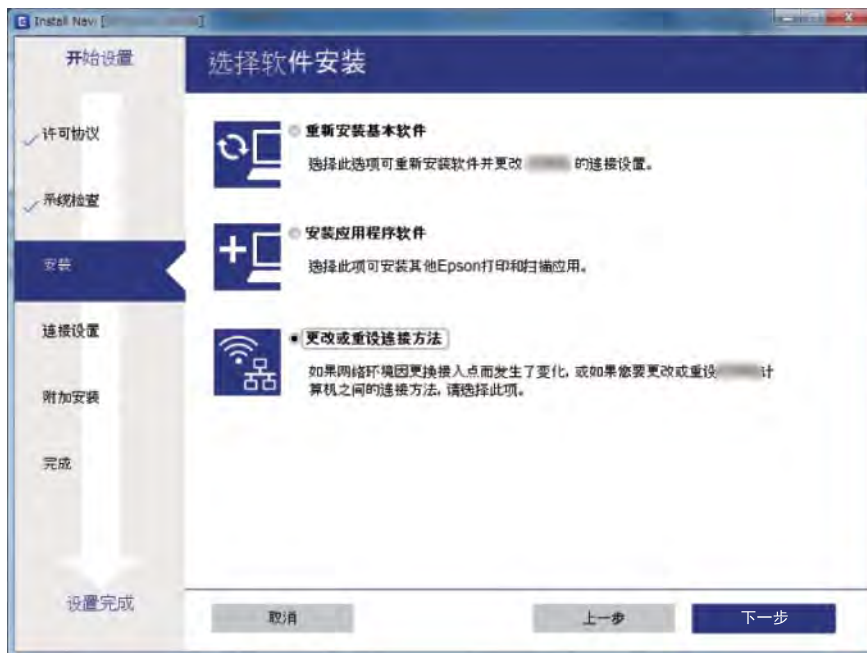 Install Navi [
开始设置
许可协议
系统检查
安装
连接设置
附加安装
完成
设置完成
选择软件安装
重新安装基本软件
选择此选项可重新安装软件并更改 的连接设置。
安装应用程序软件
选择此项可安装其他Epson打印和扫描应用。
更改或重设连接方法
如果网络环境因更换接入点而发生了变化, 或如果您要更改或重设 计
算机之间的连接方法, 请选择此项。
取消
上一步
下一步